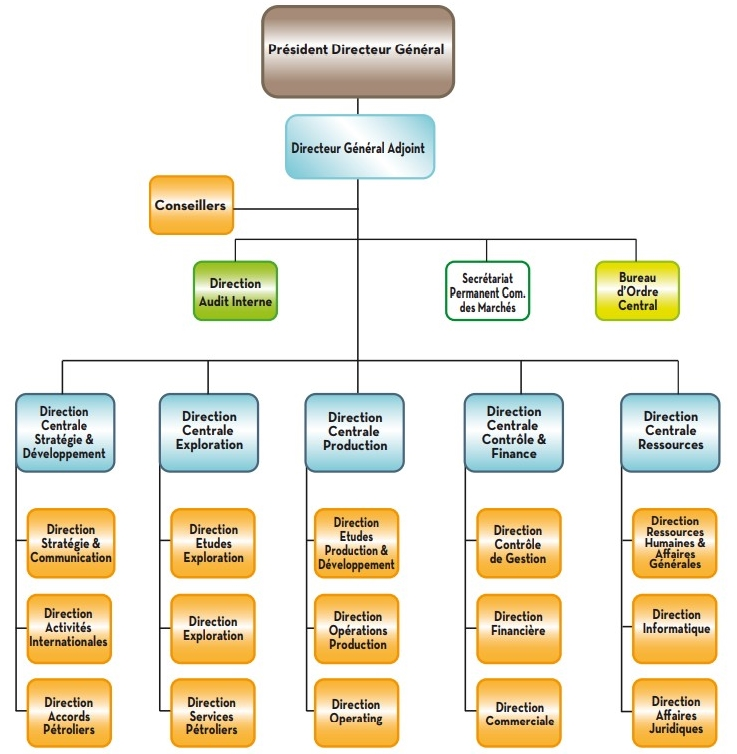 Président Directeur Général
Directeur Général Adjoint
Conseillers
Direction
Audit Interne
Secrétariat
Permanent Com.
des Marchés
Bureau
d'Ordre
Central
Direction
Centrale
Stratégie &
Développement
Direction
Centrale
Exploration
Direction
Centrale
Production
Direction
Centrale
Contrôle &
Finance
Direction
Centrale
Ressources
Direction
Stratégie &
Communication
Direction
Etudes
Exploration
Direction
Etudes
Production &
Développement
Direction
Contrôle
de Gestion
Direction
Ressources
Humaines &
Affaires
Générales
Direction
Activités
Internationales
Direction
Exploration
Direction
Opérations
Production
Direction
Financière
Direction
Informatique
Direction
Accords
Pétroliers
Direction
Services
Pétroliers
Direction
Operating
Direction
Commerciale
Direction
Affaires
Juridiques